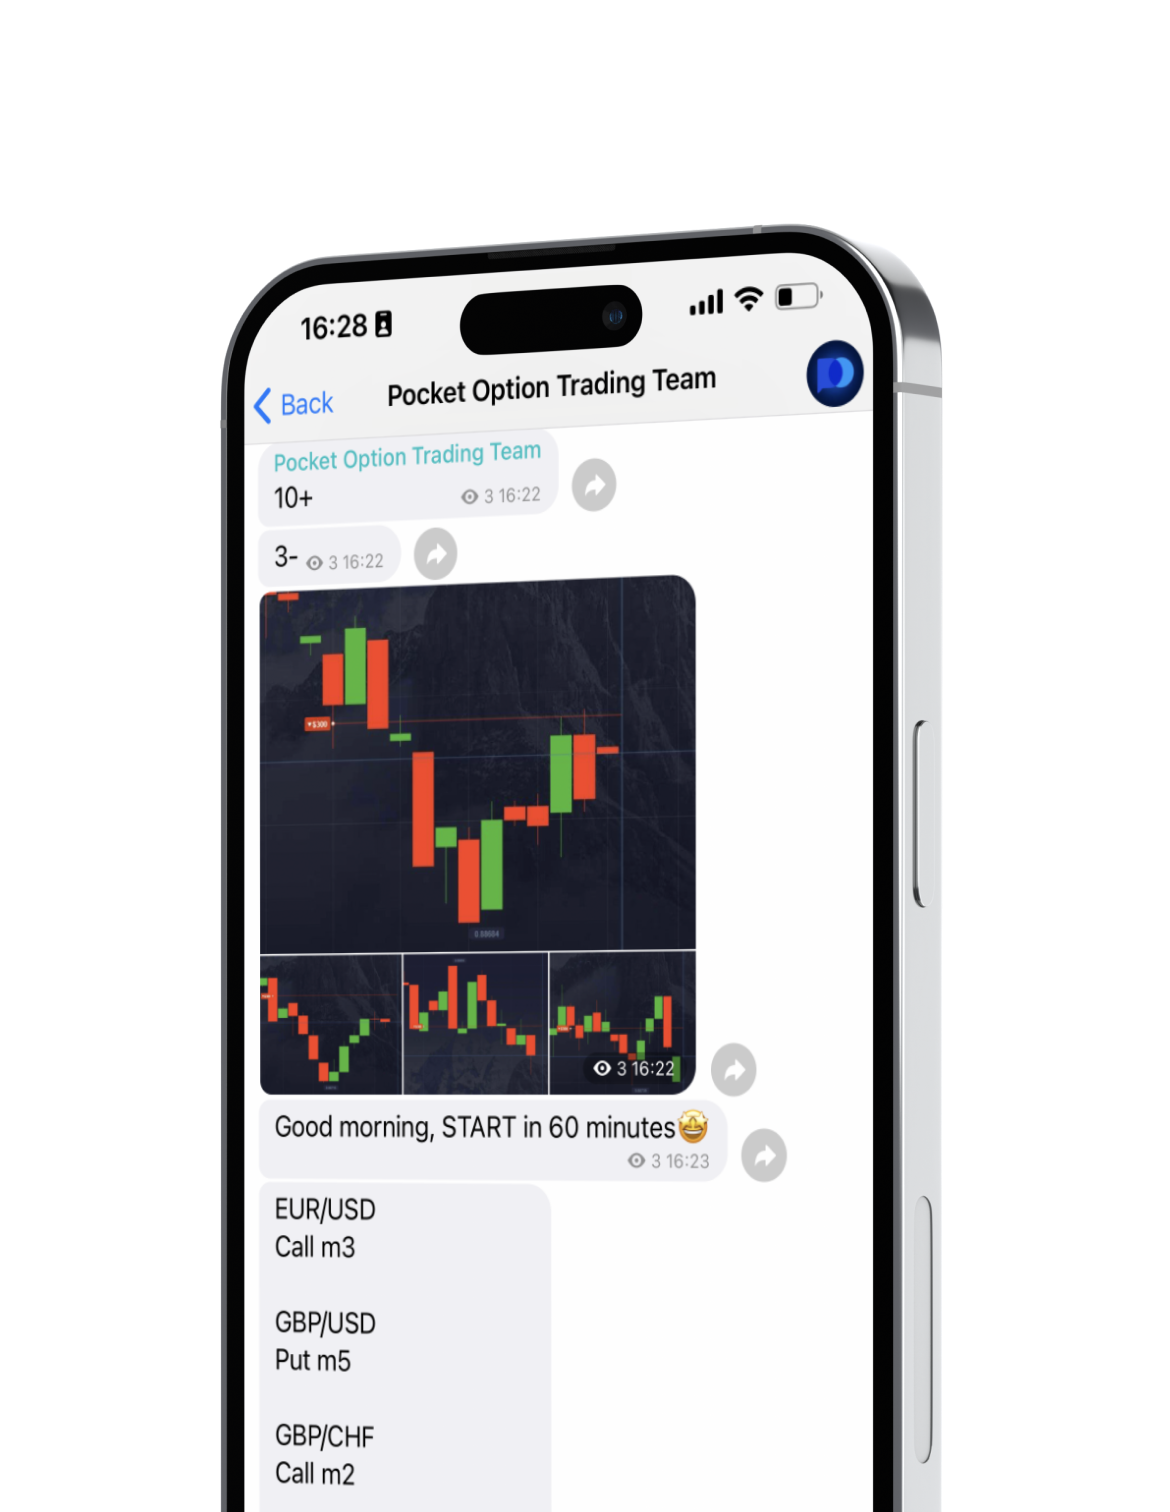 16:28
Back
Pocket Option Trading Team
Pocket Option Trading Team
10+ 3 16:22
3- 3 16:22
$300
3 16:22
Good morning, START in 60 minutes🤩
3 16:23
EUR/USD
Call m3
GBP/USD
Put m5
GBP/CHF
Call m2